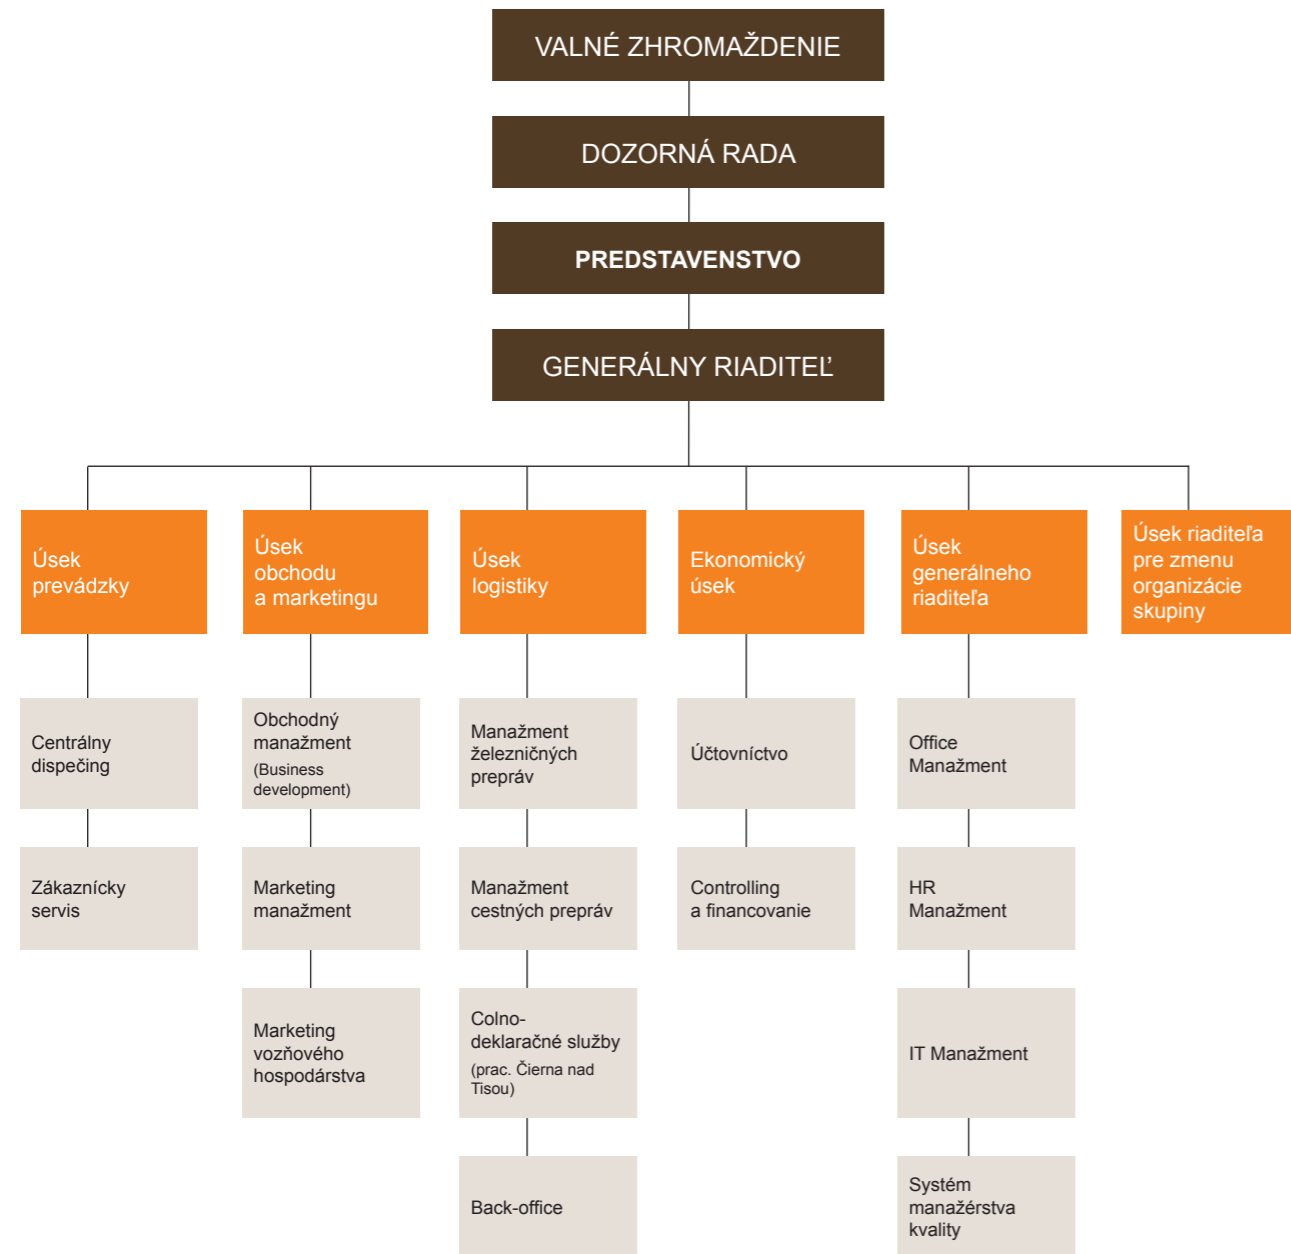 VALNÉ ZHROMAŽDENIE
DOZORNÁ RADA
PREDSTAVENSTVO
GENERÁLNY RIADITEĽ
Úsek
prevádzky
Úsek
obchodu
a marketingu
Úsek
logistiky
Ekonomický
úsek
Úsek
generálneho
riaditeľa
Úsek riaditeľa
pre zmenu
organizácie
skupiny
Centrálny
dispečing
Obchodný
manažment
(Business
development)
Manažment
železničných
prepráv
Účtovníctvo
Office
Manažment
Zákaznícky
servis
Marketing
manažment
Manažment
cestných prepráv
Controlling
a financovanie
HR
Manažment
Marketing
vozňového
hospodárstva
Colno-
deklaračné služby
(prac. Čierna nad
Tisou)
IT Manažment
Back-office
Systém
manažérstva
kvality